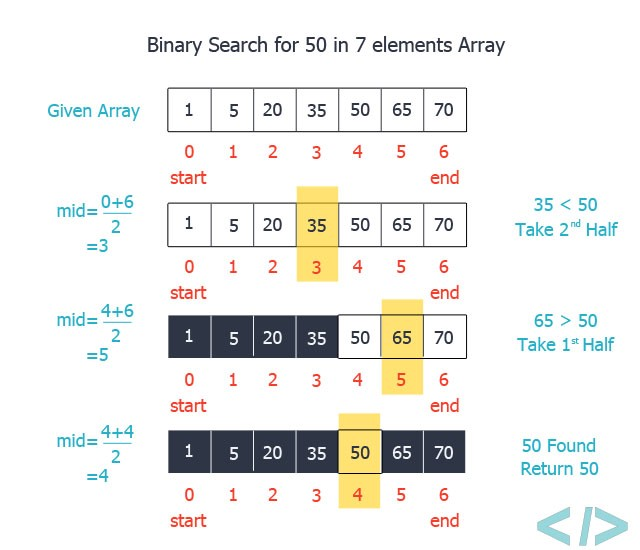 Binary Search for 50 in 7 elements Array
Given Array 1 5 20 35 50 65 70
0 1 2 3 4 5 6
start end
mid= 0+6
2
=3
1 5 20 35 50 65 70
35 < 50
Take 2nd Half
0 1 2 3 4 5 6
start end
mid= 4+6
2
=5
1 5 20 35 50 65 70
65 > 50
Take 1st Half
0 1 2 3 4 5 6
start end
mid= 4+4
2
=4
1 5 20 35 50 65 70
50 Found
Return 50
0 1 2 3 4 5 6
start end
</>